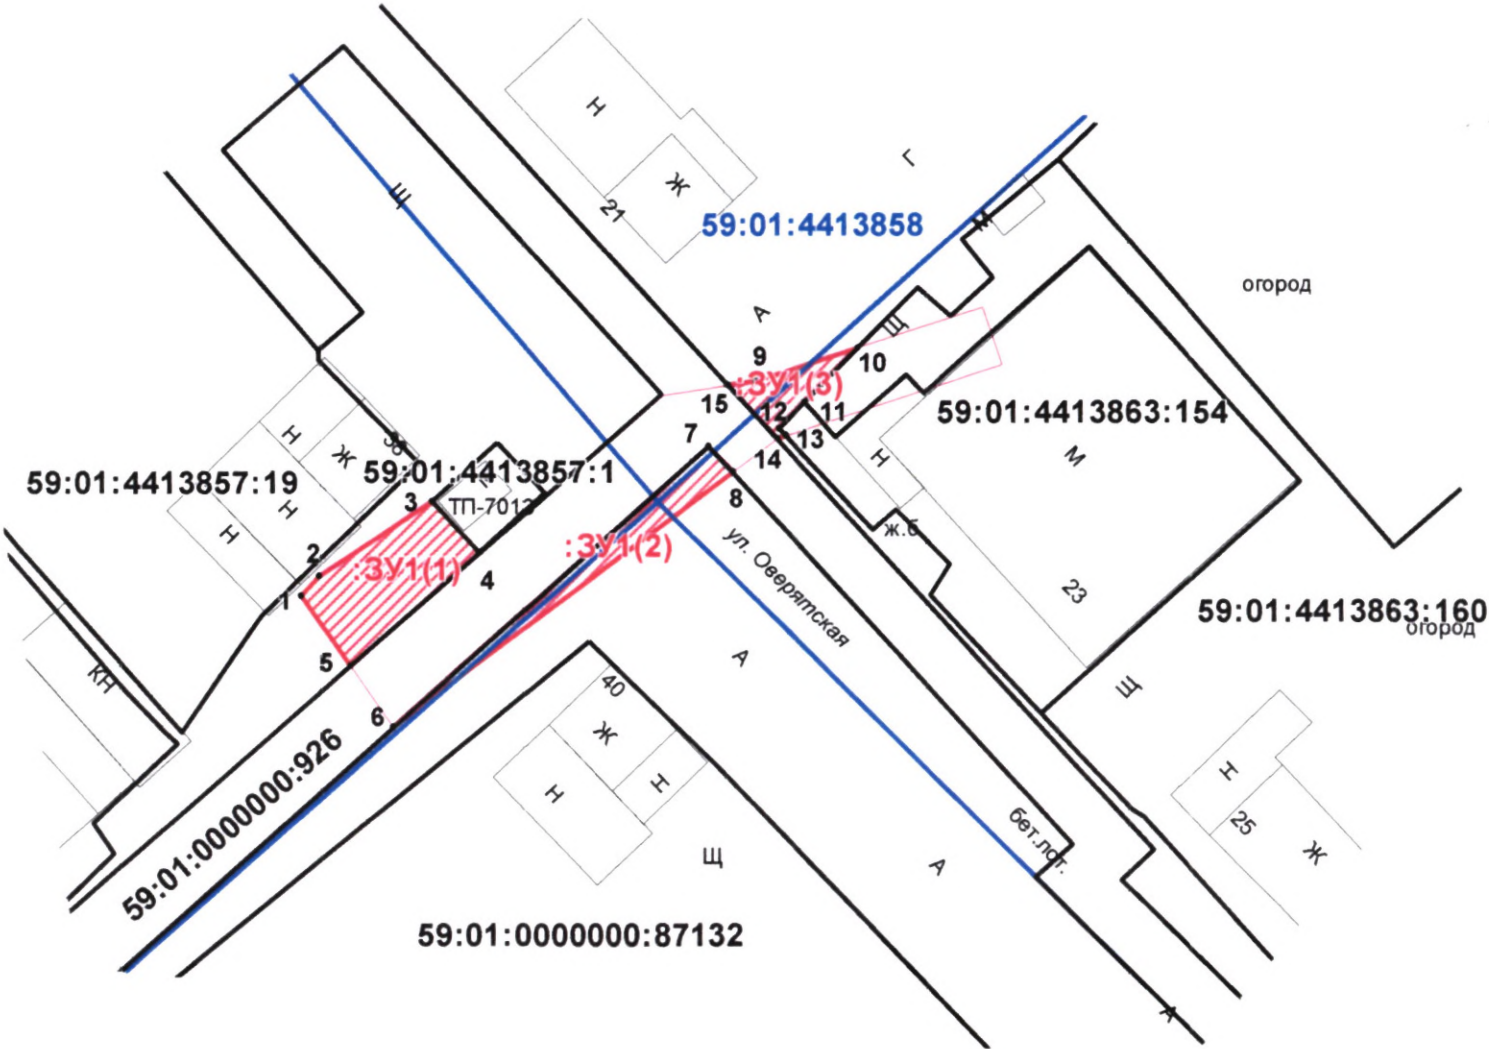 Н
Ж
21
Г
Щ
59:01:4413858
М
огород
А
Щ
9
10
:ЗУ1(3)
15
12
11
59:01:4413863:154
13
7
14
М
Н
8
Н
Ж
38
59:01:4413857:1
59:01:4413857:19
Н
Н
3
ТП-7013
ж.б
2
:ЗУ1(1)
:ЗУ1(2)
4
1
ул. Оверятская
23
59:01:4413863:160
огород
5
А
КН
40
Щ
6
Ж
Н
Н
59:01:0000000:926
Н
25
Ж
бет.лот.
Щ
А
59:01:0000000:87132
А